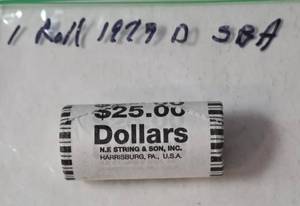 1 Roll 1979 D SBA
$25.00
Dollars
N.F. STRING & SON, INC.
HARRISBURG, PA., U.S.A.